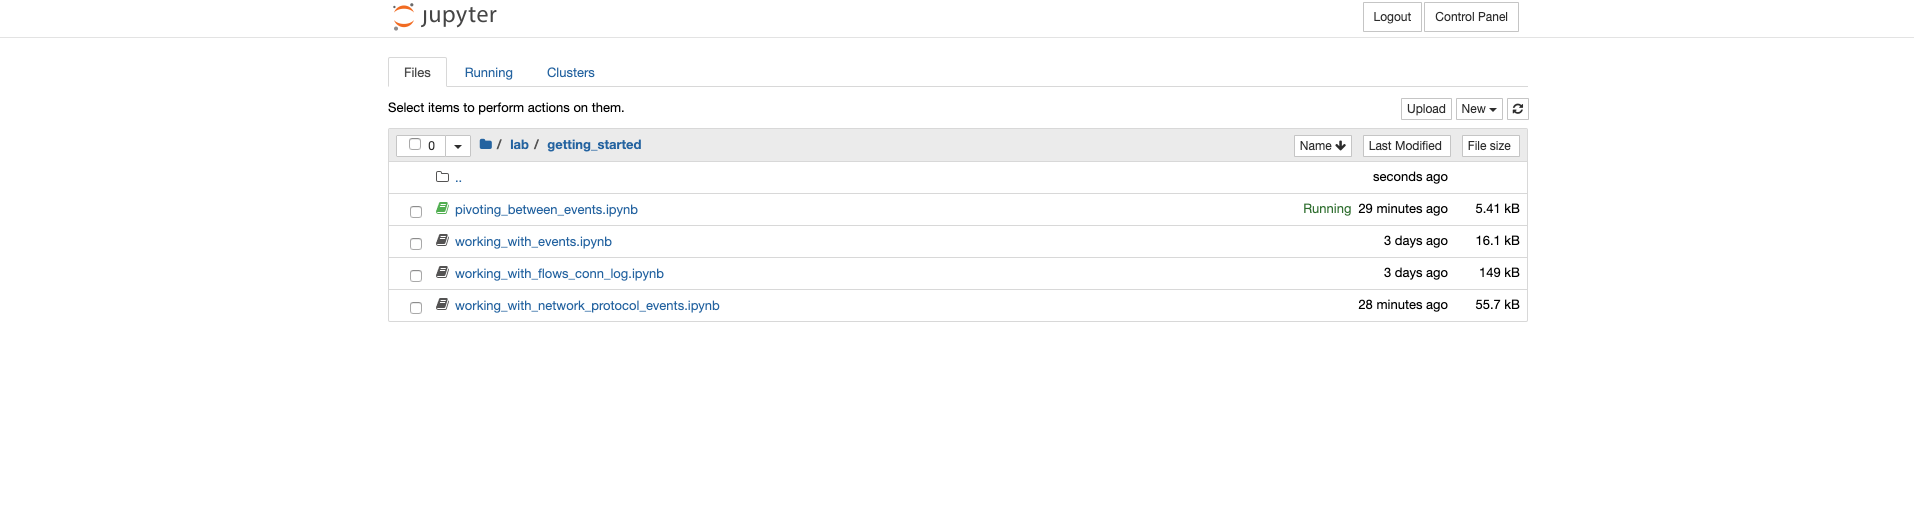 jupyter
Logout Control Panel
Files Running Clusters
Select items to perform actions on them.
Upload New
0 / lab / getting_started Name Last Modified File size
.. seconds ago
pivoting_between_events.ipynb Running 29 minutes ago 5.41 kB
working_with_events.ipynb 3 days ago 16.1 kB
working_with_flows_conn_log.ipynb 3 days ago 149 kB
working_with_network_protocol_events.ipynb 28 minutes ago 55.7 kB